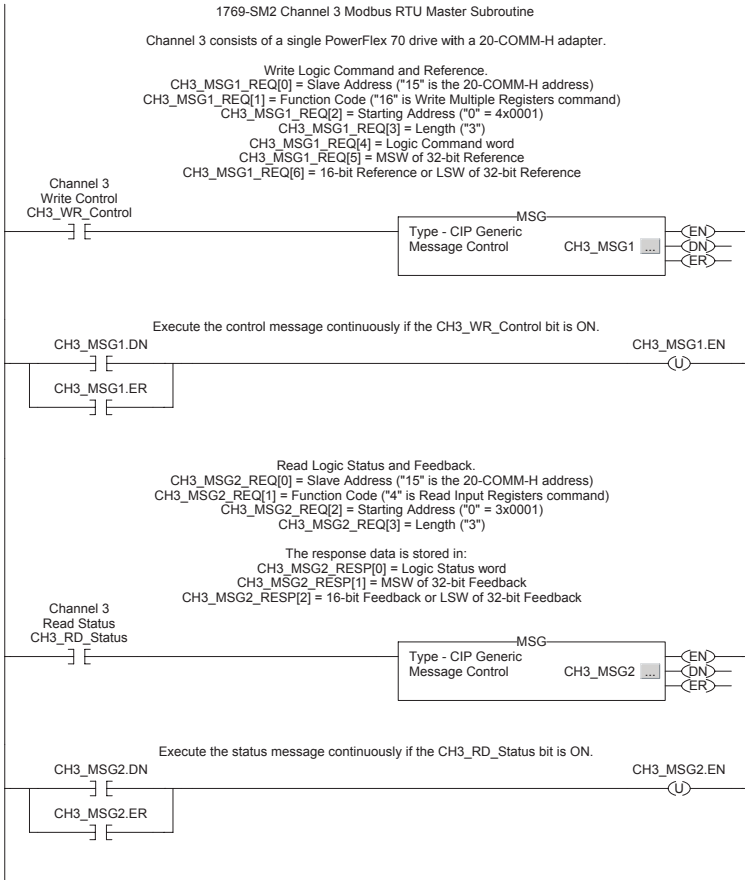 1769-SM2 Channel 3 Modbus RTU Master Subroutine
Channel 3 consists of a single PowerFlex 70 drive with a 20-COMM-H adapter.
Write Logic Command and Reference.
CH3_MSG1_REQ[0] = Slave Address ("15" is the 20-COMM-H address)
CH3_MSG1_REQ[1] = Function Code ("16" is Write Multiple Registers command)
CH3_MSG1_REQ[2] = Starting Address ("0" = 4x0001)
CH3_MSG1_REQ[3] = Length ("3")
CH3_MSG1_REQ[4] = Logic Command word
CH3_MSG1_REQ[5] = MSW of 32-bit Reference
CH3_MSG1_REQ[6] = 16-bit Reference or LSW of 32-bit Reference
Channel 3
Write Control
CH3_WR_Control
MSG
Type - CIP Generic
Message Control CH3_MSG1 ...
EN
DN
ER
Execute the control message continuously if the CH3_WR_Control bit is ON.
CH3_MSG1.DN
CH3_MSG1.EN
U
CH3_MSG1.ER
Read Logic Status and Feedback.
CH3_MSG2_REQ[0] = Slave Address ("15" is the 20-COMM-H address)
CH3_MSG2_REQ[1] = Function Code ("4" is Read Input Registers command)
CH3_MSG2_REQ[2] = Starting Address ("0" = 3x0001)
CH3_MSG2_REQ[3] = Length ("3")
The response data is stored in:
CH3_MSG2_RESP[0] = Logic Status word
CH3_MSG2_RESP[1] = MSW of 32-bit Feedback
CH3_MSG2_RESP[2] = 16-bit Feedback or LSW of 32-bit Feedback
Channel 3
Read Status
CH3_RD_Status
MSG
Type - CIP Generic
Message Control CH3_MSG2 ...
EN
DN
ER
Execute the status message continuously if the CH3_RD_Status bit is ON.
CH3_MSG2.DN
CH3_MSG2.EN
U
CH3_MSG2.ER